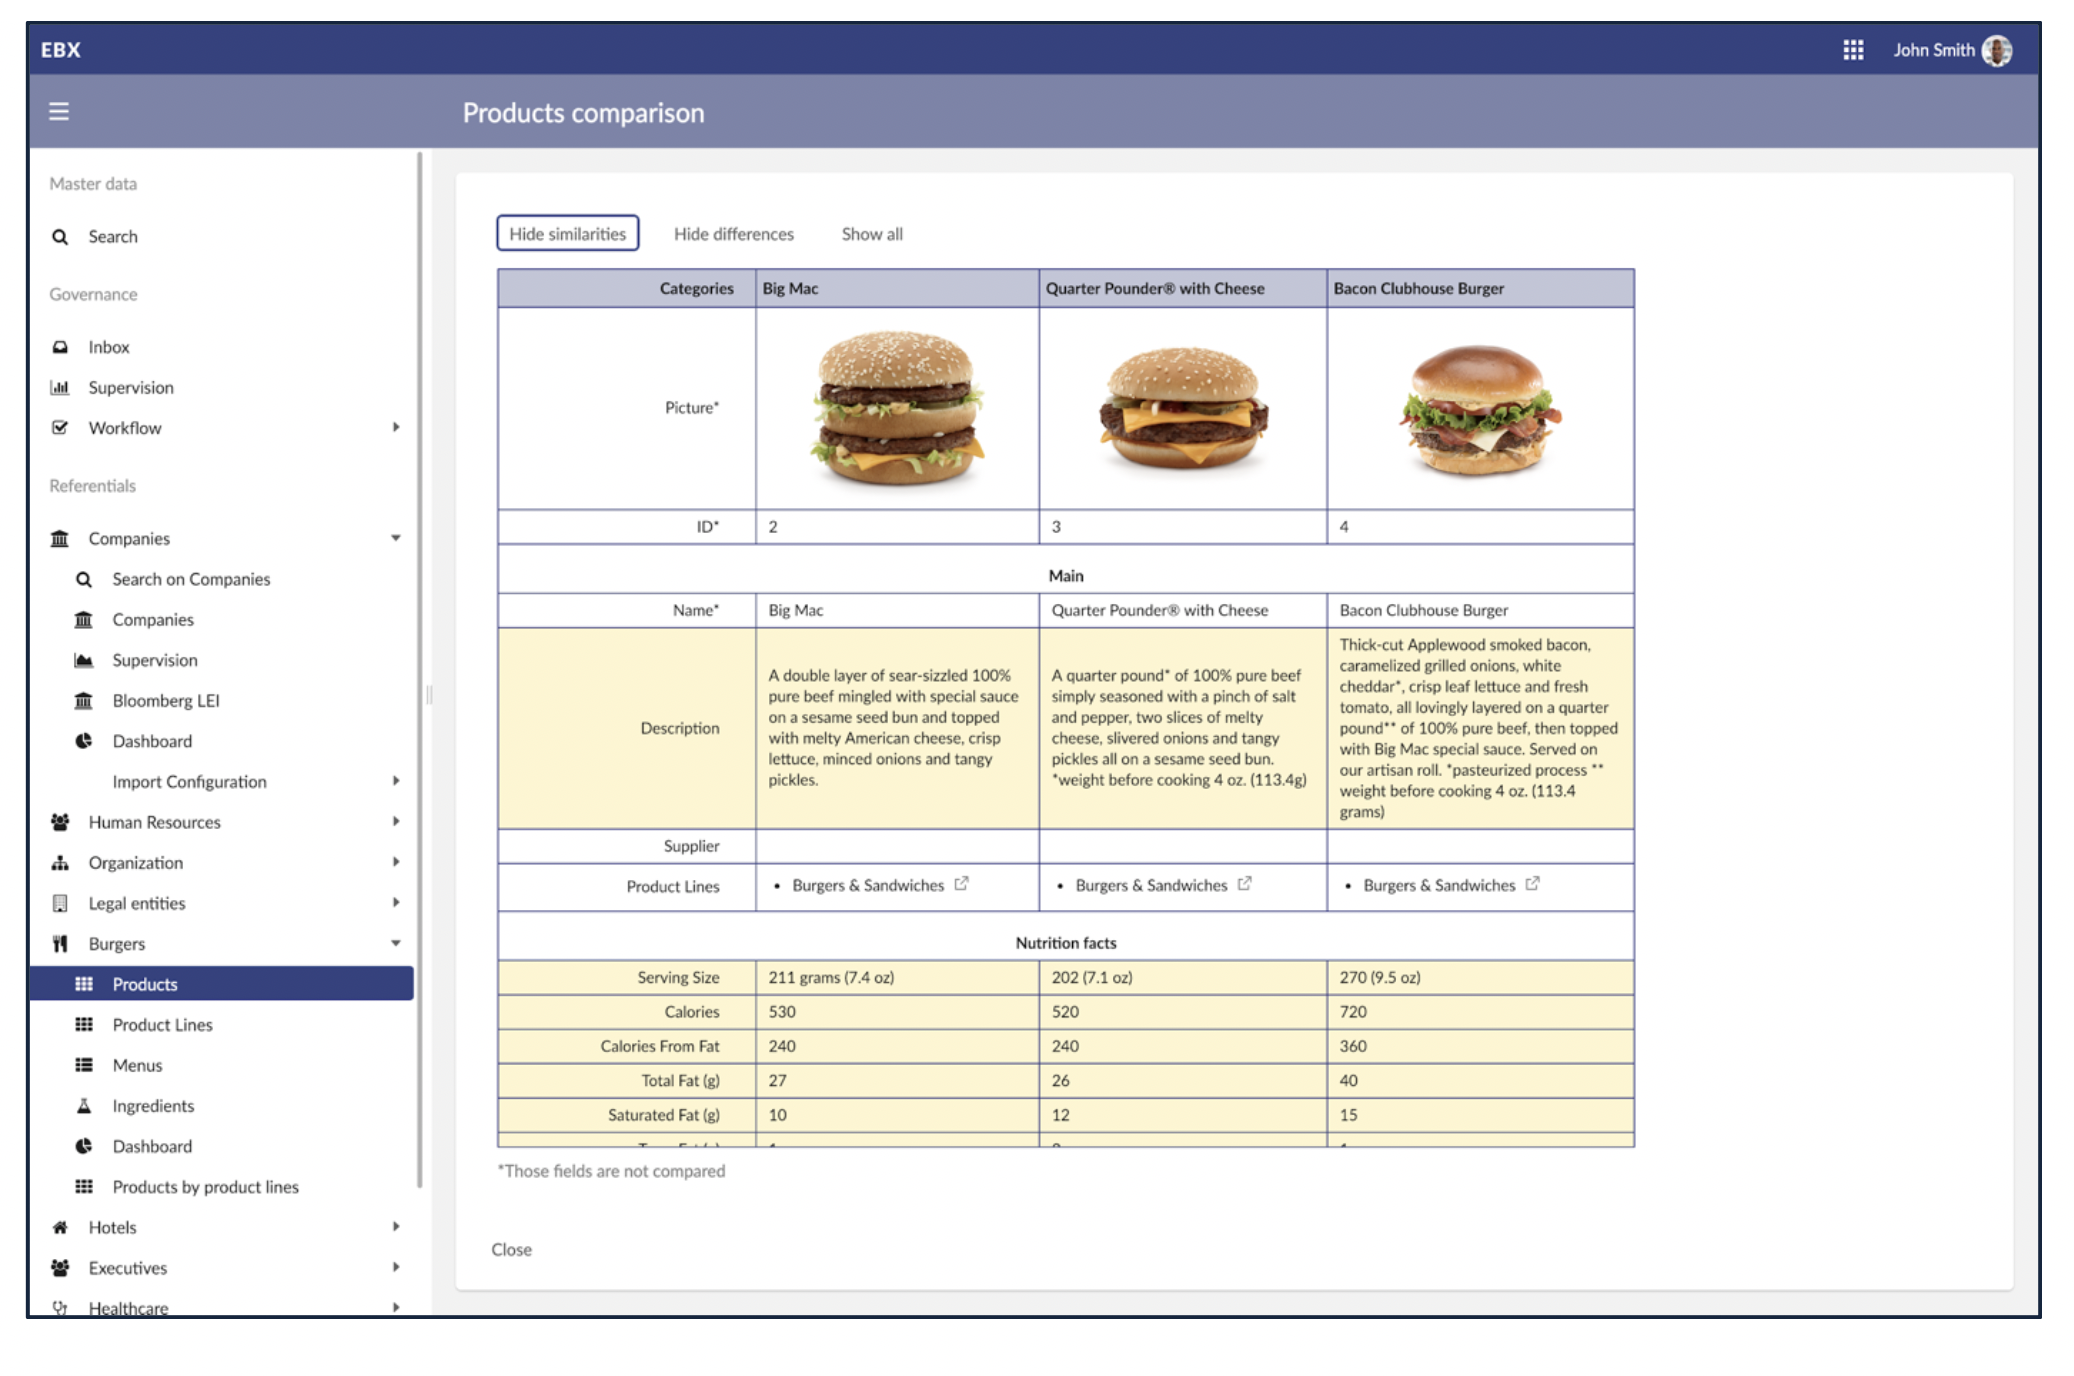 EBX
John Smith
Products comparison
Master data
Search
Governance
Inbox
Supervision
Workflow
Referentials
Companies
Search on Companies
Companies
Supervision
Bloomberg LEI
Dashboard
Import Configuration
Human Resources
Organization
Legal entities
Burgers
Products
Product Lines
Menus
Ingredients
Dashboard
Products by product lines
Hotels
Executives
Healthcare
Hide similarities Hide differences Show all
Categories Big Mac Quarter Pounder® with Cheese Bacon Clubhouse Burger
Picture*
ID* 2 3 4
Main
Name* Big Mac Quarter Pounder® with Cheese Bacon Clubhouse Burger
Description
A double layer of sear-sizzled 100%
pure beef mingled with special sauce
on a sesame seed bun and topped
with melty American cheese, crisp
lettuce, minced onions and tangy
pickles.
A quarter pound* of 100% pure beef
simply seasoned with a pinch of salt
and pepper, two slices of melty
cheese, slivered onions and tangy
pickles all on a sesame seed bun.
*weight before cooking 4 oz. (113.4g)
Thick-cut Applewood smoked bacon,
caramelized grilled onions, white
cheddar*, crisp leaf lettuce and fresh
tomato, all lovingly layered on a quarter
pound** of 100% pure beef, then topped
with Big Mac special sauce. Served on
our artisan roll. *pasteurized process **
weight before cooking 4 oz. (113.4
grams)
Supplier
Product Lines • Burgers & Sandwiches • Burgers & Sandwiches • Burgers & Sandwiches
Nutrition facts
Serving Size 211 grams (7.4 oz) 202 (7.1 oz) 270 (9.5 oz)
Calories 530 520 720
Calories From Fat 240 240 360
Total Fat (g) 27 26 40
Saturated Fat (g) 10 12 15
*Those fields are not compared
Close